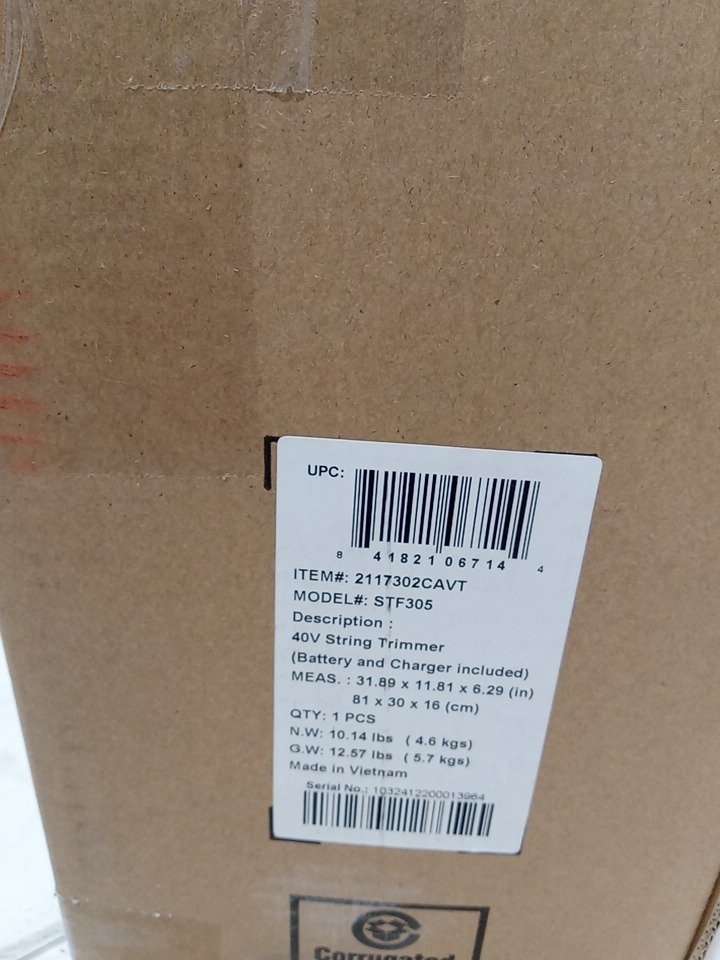 UPC:
8 41821 06714 4
ITEM#: 2117302CAVT
MODEL#: STF305
Description :
40V String Trimmer
(Battery and Charger included)
MEAS. : 31.89 x 11.81 x 6.29 (in)
81 x 30 x 16 (cm)
QTY: 1 PCS
N.W: 10.14 lbs ( 4.6 kgs)
G.W: 12.57 lbs ( 5.7 kgs)
Made in Vietnam
Serial No.: 1032412200013964
Corrugated